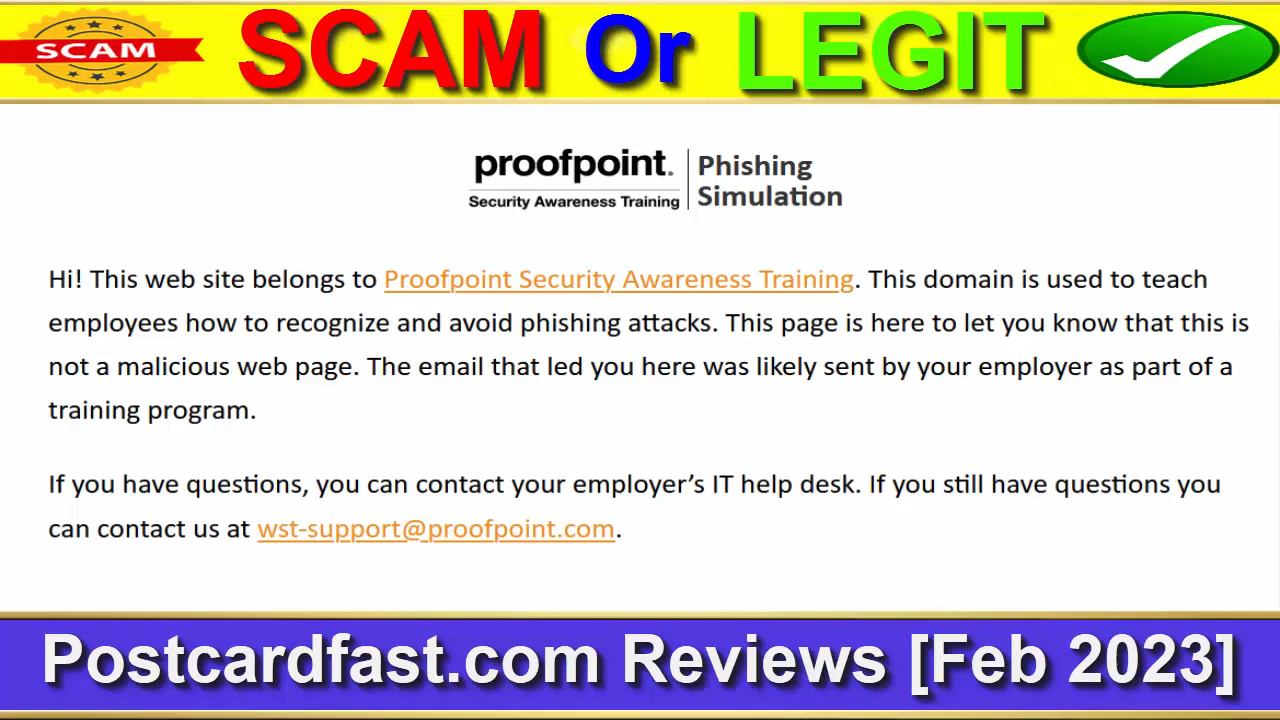 SCAM
SCAM Or LEGIT
proofpoint.
Security Awareness Training
Phishing
Simulation
Hi! This web site belongs to Proofpoint Security Awareness Training. This domain is used to teach
employees how to recognize and avoid phishing attacks. This page is here to let you know that this is
not a malicious web page. The email that led you here was likely sent by your employer as part of a
training program.
If you have questions, you can contact your employer’s IT help desk. If you still have questions you
can contact us at wst-support@proofpoint.com.
Postcardfast.com Reviews [Feb 2023]